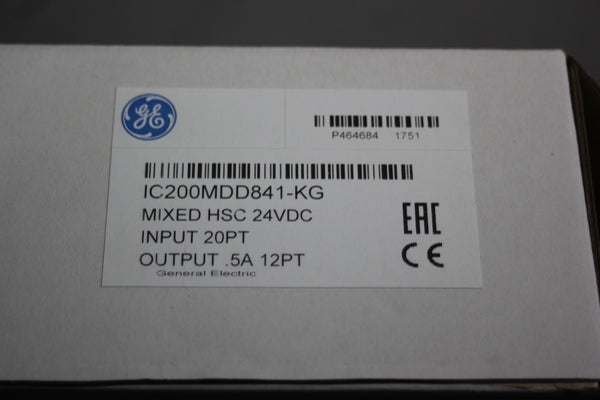 GE
P464684 1751
IC200MDD841-KG
MIXED HSC 24VDC
INPUT 20PT
OUTPUT .5A 12PT
General Electric
EAC
CE